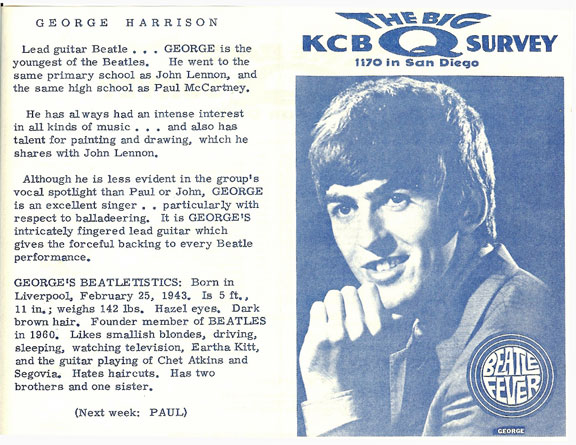 GEORGE HARRISON
Lead guitar Beatle . . . GEORGE is the
youngest of the Beatles. He went to the
same primary school as John Lennon, and
the same high school as Paul McCartney.
He has always had an intense interest
in all kinds of music . . . and also has
talent for painting and drawing, which he
shares with John Lennon.
Although he is less evident in the group's
vocal spotlight than Paul or John, GEORGE
is an excellent singer . . particularly with
respect to balladeering. It is GEORGE'S
intricately fingered lead guitar which
gives the forceful backing to every Beatle
performance.
GEORGE'S BEATLETISTICS: Born in
Liverpool, February 25, 1943. Is 5 ft.,
11 in.; weighs 142 lbs. Hazel eyes. Dark
brown hair. Founder member of BEATLES
in 1960. Likes smallish blondes, driving,
sleeping, watching television, Eartha Kitt,
and the guitar playing of Chet Atkins and
Segovia. Hates haircuts. Has two
brothers and one sister.
(Next week: PAUL)
THE BIG
KCB Q SURVEY
1170 in San Diego
BEATLE
FEVER
GEORGE